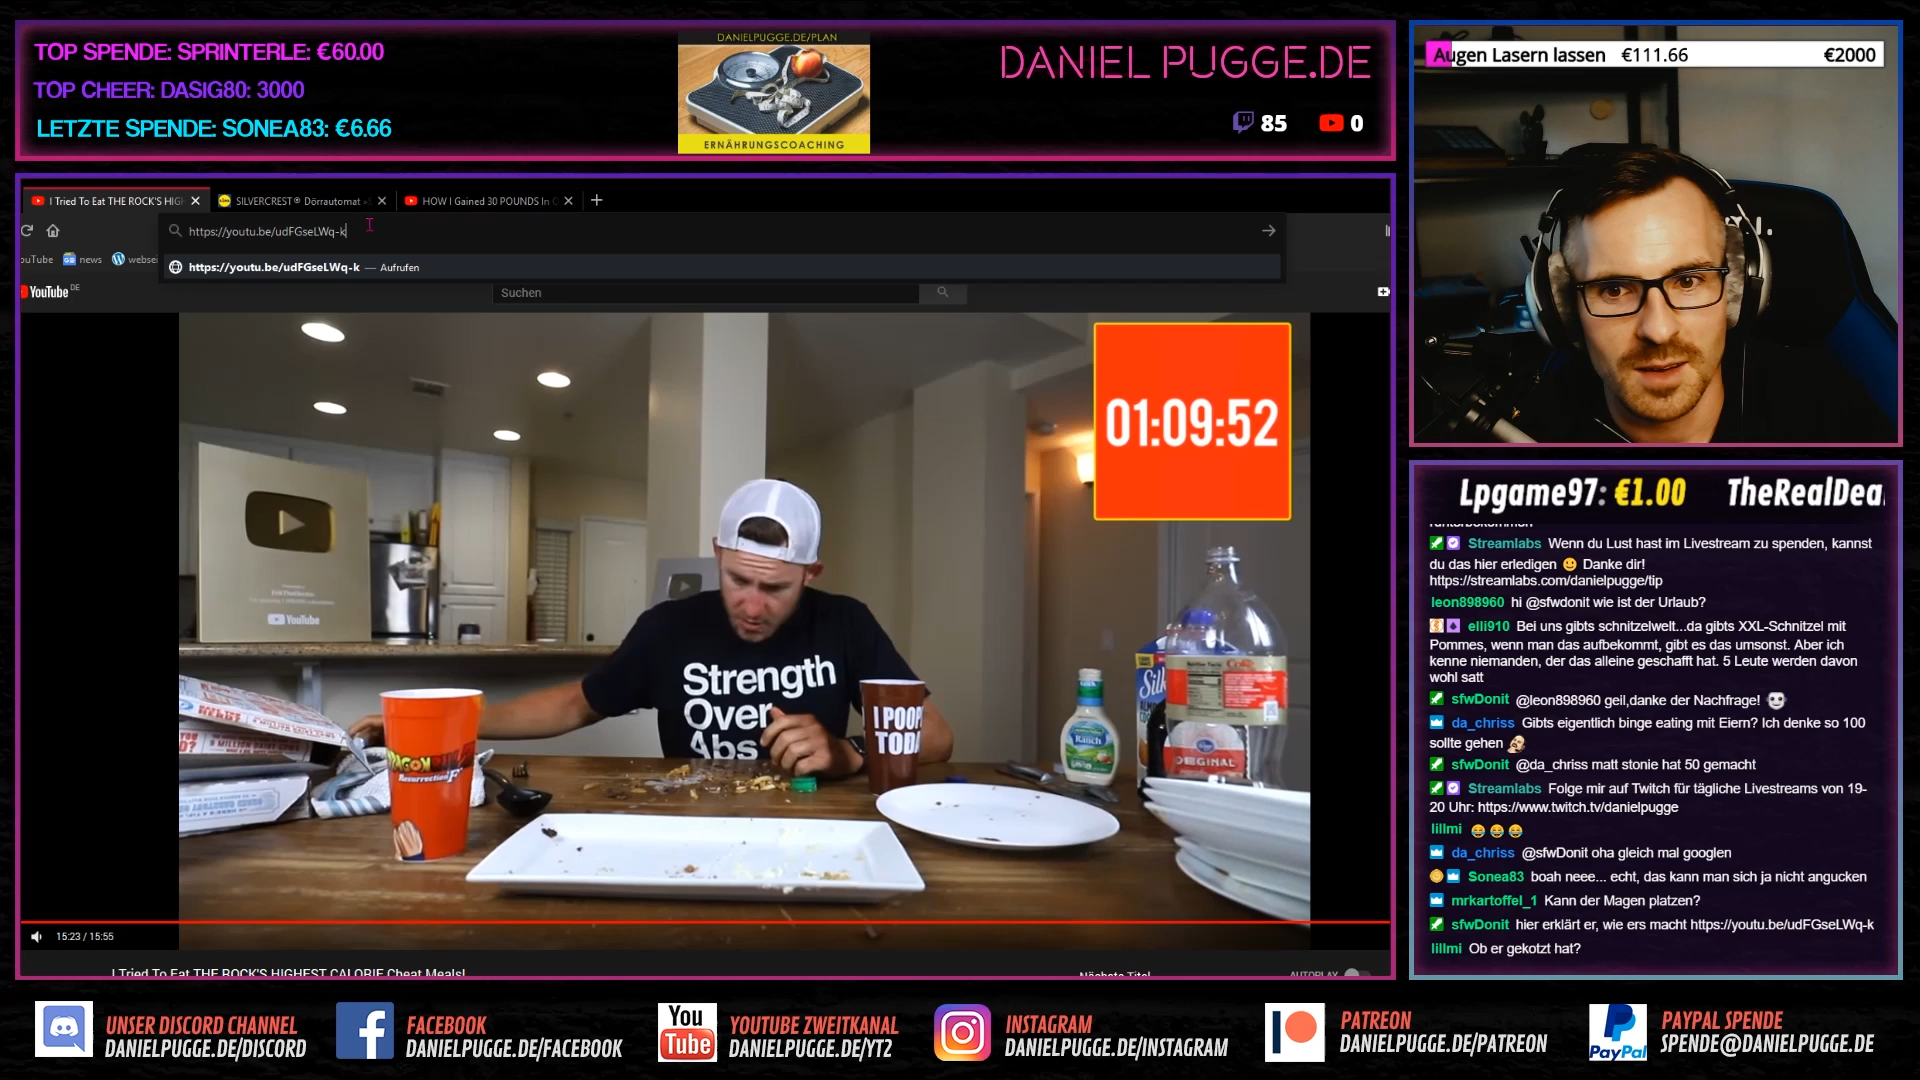 TOP SPENDE: SPRINTERLE: €60.00
TOP CHEER: DASIG80: 3000
LETZTE SPENDE: SONEA83: €6.66
DANIELPUGGE.DE/PLAN
ERNÄHRUNGSCOACHING
DANIEL PUGGE.DE
85
0
Augen Lasern lassen €111.66 €2000
I Tried To Eat THE ROCK'S HIGH
SILVERCREST® Dörrautomat
HOW I Gained 30 POUNDS In
https://youtu.be/udFGseLWq-k
ouTube news websei
https://youtu.be/udFGseLWq-k — Aufrufen
YouTube DE
Suchen
01:09:52
YouTube
Strength
Over
Abs
I POOP
TODA
Resurrection 'F'
Ranch
Silk
ORIGINAL
15:23 / 15:55
I Tried To Eat THE ROCK'S HIGHEST CALORIE Cheat Meals!
Nächste Titel
AUTOPLAY
Lpgame97: €1.00 TheRealDea
runterbekommen
Streamlabs Wenn du Lust hast im Livestream zu spenden, kannst
du das hier erledigen 🙂 Danke dir!
https://streamlabs.com/danielpugge/tip
leon898960 hi @sfwdonit wie ist der Urlaub?
elli910 Bei uns gibts schnitzelwelt...da gibts XXL-Schnitzel mit
Pommes, wenn man das aufbekommt, gibt es das umsonst. Aber ich
kenne niemanden, der das alleine geschafft hat. 5 Leute werden davon
wohl satt
sfwDonit @leon898960 geil,danke der Nachfrage!
da_chriss Gibts eigentlich binge eating mit Eiern? Ich denke so 100
sollte gehen
sfwDonit @da_chriss matt stonie hat 50 gemacht
Streamlabs Folge mir auf Twitch für tägliche Livestreams von 19-
20 Uhr: https://www.twitch.tv/danielpugge
lillmi 😂 😂 😂
da_chriss @sfwDonit oha gleich mal googlen
Sonea83 boah neee... echt, das kann man sich ja nicht angucken
mrkartoffel_1 Kann der Magen platzen?
sfwDonit hier erklärt er, wie ers macht https://youtu.be/udFGseLWq-k
lillmi Ob er gekotzt hat?
UNSER DISCORD CHANNEL
DANIELPUGGE.DE/DISCORD
FACEBOOK
DANIELPUGGE.DE/FACEBOOK
You
Tube
YOUTUBE ZWEITKANAL
DANIELPUGGE.DE/YT2
INSTAGRAM
DANIELPUGGE.DE/INSTAGRAM
PATREON
DANIELPUGGE.DE/PATREON
PayPal
PAYPAL SPENDE
SPENDE@DANIELPUGGE.DE